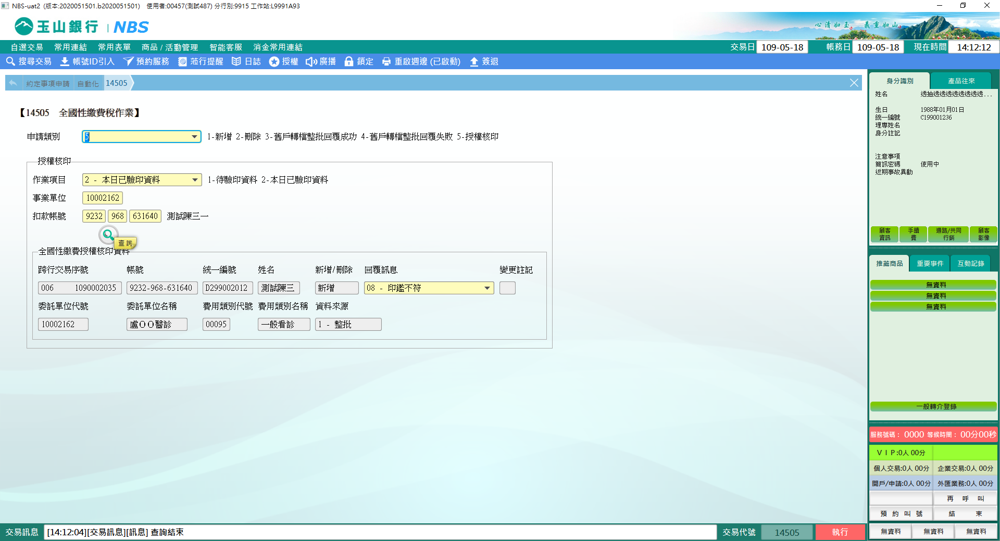 NBS-uat2 (版本:2020051501.b2020051501) 使用者:00457(測試487) 分行別:9915 工作站:L9991A93
玉山銀行 | NBS
心清如玉。義重如山。
自選交易 常用連結 常用表單 商品 / 活動管理 智能客服 消金常用連結 交易日 109-05-18 帳務日 109-05-18 現在時間 14:12:12
搜尋交易 帳號ID引入 預約服務 蒞行提醒 日誌 授權 廣播 鎖定 重啟週邊 (已啟動) 簽退
約定事項申請 自動化 14505
【14505 全國性繳費稅作業】
申請類別 5 1-新增 2-刪除 3-舊戶轉檔整批回覆成功 4-舊戶轉檔整批回覆失敗 5-授權核印
授權核印
作業項目 2 - 本日已驗印資料 1-待驗印資料 2-本日已驗印資料
事業單位 10002162
扣款帳號 9232 968 631640 測試陳三一
查詢
全國性繳費授權核印資料
跨行交易序號 帳號 統一編號 姓名 新增/刪除 回覆訊息 變更註記
006 1090002035 9232-968-631640 D299002012 測試陳三 新增 08 - 印鑑不符
委託單位代號 委託單位名稱 費用類別代號 費用類別名稱 資料來源
10002162 盧ＯＯ醫診 00095 一般看診 1 - 整批
身分識別 產品往來
姓名 透抽透透透透透透透透...
生日 1988年01月01日
統一編號 C199001236
理專姓名
身分註記
注意事項
簡訊密碼 使用中
近期事故異動
顧客資訊 手續費 通路/共同行銷 顧客影像
推薦商品 重要事件 互動記錄
無資料
無資料
無資料
一般轉介登錄
服務號碼： 0000 等候時間： 00分00秒
ＶＩＰ:0人 00分
個人交易:0人 00分 企業交易:0人 00分
開戶/申請:0人 00分 外匯業務:0人 00分
再 呼 叫
預 約 叫 號 結 束
無資料 無資料 無資料
交易訊息 [14:12:04][交易訊息][訊息] 查詢結束 交易代號 14505 執行